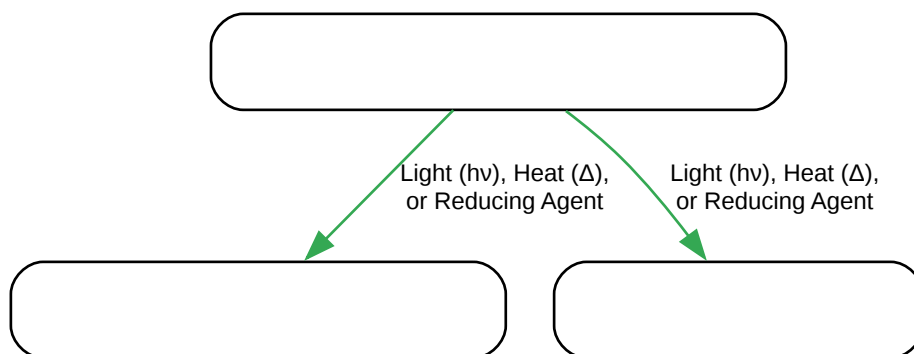 Light (hν), Heat (Δ),
or Reducing Agent
Light (hν), Heat (Δ),
or Reducing Agent